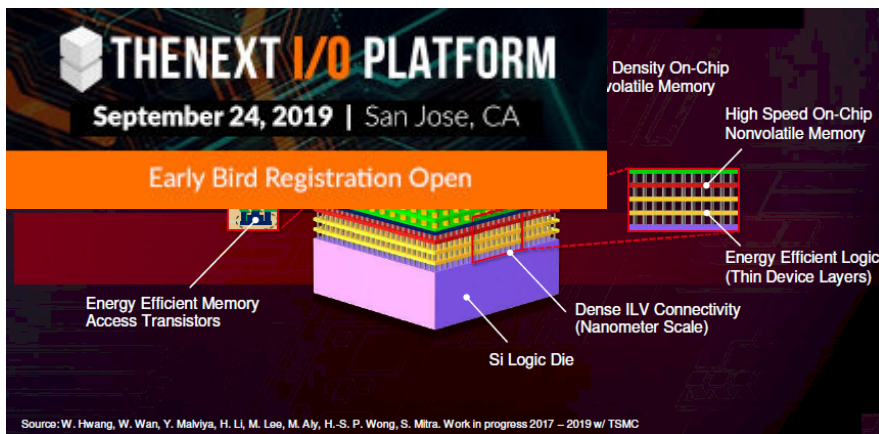 THENEXT I/O PLATFORM
September 24, 2019 | San Jose, CA
Early Bird Registration Open
Density On-Chip
volatile Memory
High Speed On-Chip
Nonvolatile Memory
Energy Efficient Logic
(Thin Device Layers)
Energy Efficient Memory
Access Transistors
Dense ILV Connectivity
(Nanometer Scale)
Si Logic Die
Source: W. Hwang, W. Wan, Y. Malviya, H. Li, M. Lee, M. Aly, H.-S. P. Wong, S. Mitra. Work in progress 2017 – 2019 w/ TSMC